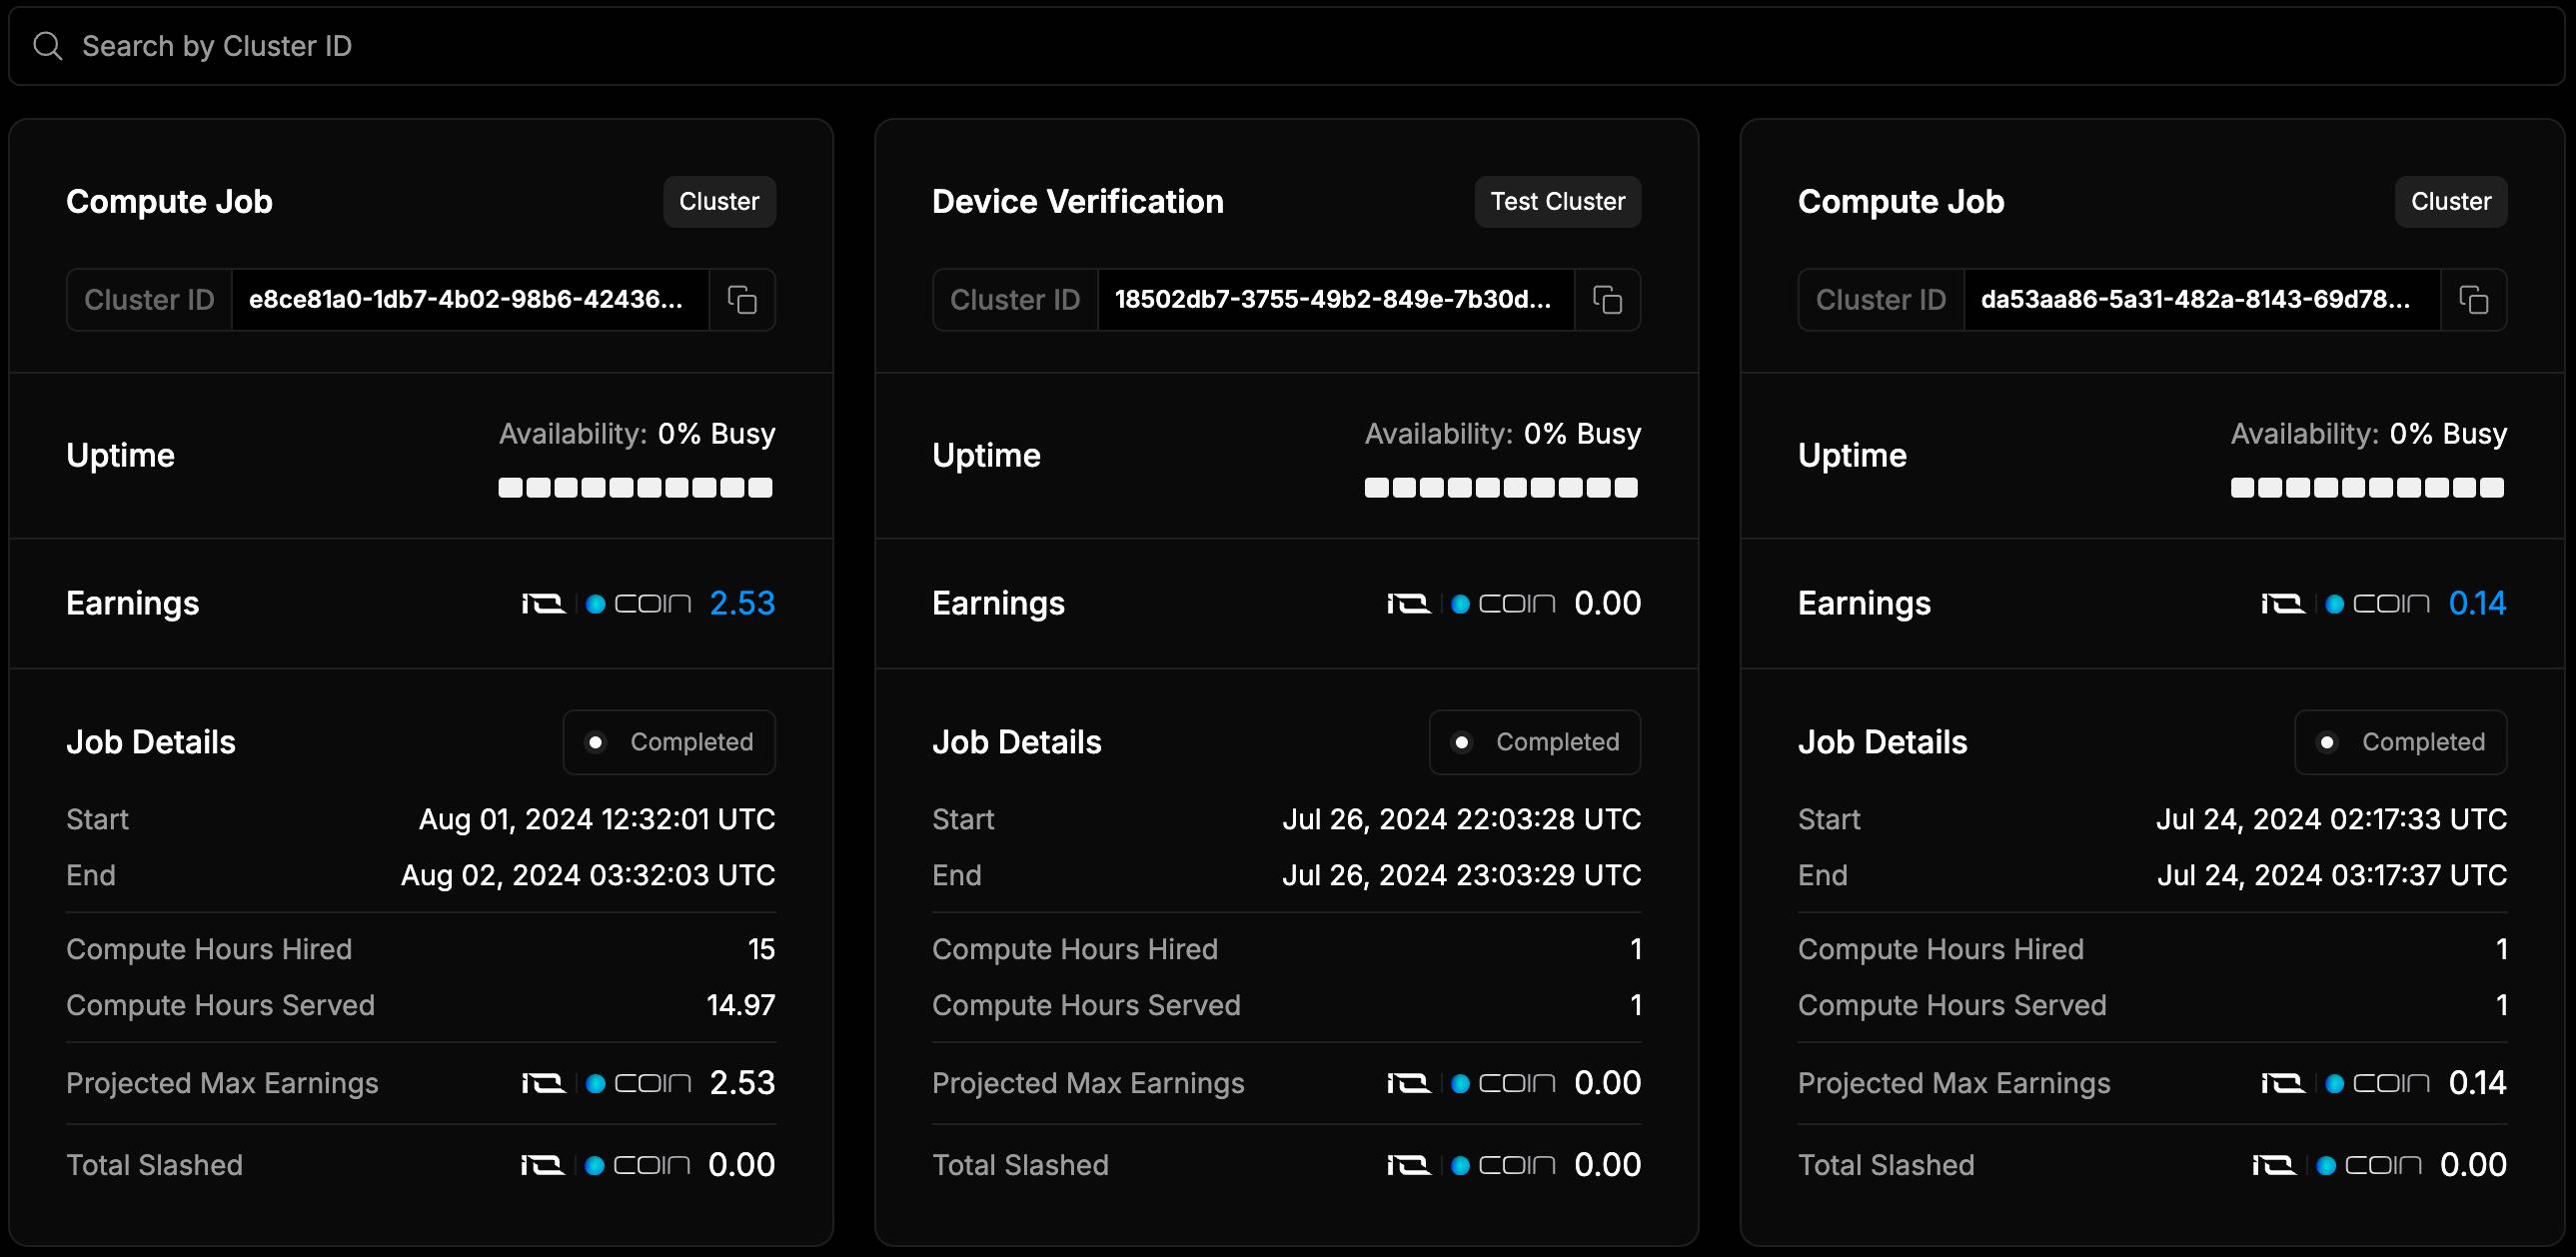 Search by Cluster ID
Compute Job
Cluster
Cluster ID
e8ce81a0-1db7-4b02-98b6-42436...
Uptime
Availability: 0% Busy
Earnings
IO COIN 2.53
Job Details
Completed
Start
Aug 01, 2024 12:32:01 UTC
End
Aug 02, 2024 03:32:03 UTC
Compute Hours Hired
15
Compute Hours Served
14.97
Projected Max Earnings
IO COIN 2.53
Total Slashed
IO COIN 0.00
Device Verification
Test Cluster
Cluster ID
18502db7-3755-49b2-849e-7b30d...
Uptime
Availability: 0% Busy
Earnings
IO COIN 0.00
Job Details
Completed
Start
Jul 26, 2024 22:03:28 UTC
End
Jul 26, 2024 23:03:29 UTC
Compute Hours Hired
1
Compute Hours Served
1
Projected Max Earnings
IO COIN 0.00
Total Slashed
IO COIN 0.00
Compute Job
Cluster
Cluster ID
da53aa86-5a31-482a-8143-69d78...
Uptime
Availability: 0% Busy
Earnings
IO COIN 0.14
Job Details
Completed
Start
Jul 24, 2024 02:17:33 UTC
End
Jul 24, 2024 03:17:37 UTC
Compute Hours Hired
1
Compute Hours Served
1
Projected Max Earnings
IO COIN 0.14
Total Slashed
IO COIN 0.00